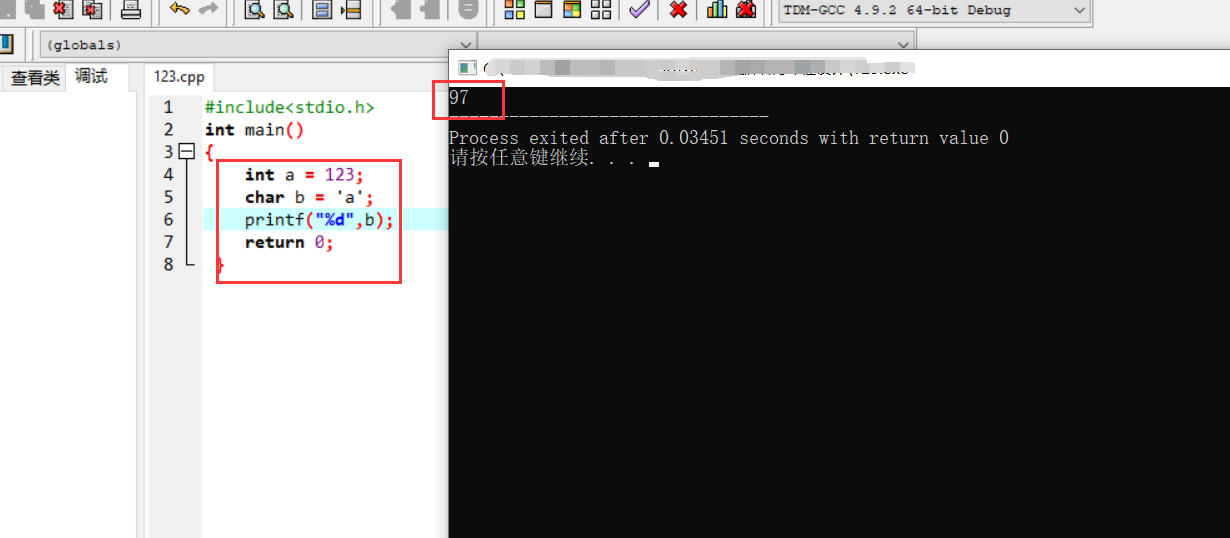 TDM-GCC 4.9.2 64-bit Debug
(globals)
查看类 调试
123.cpp
1 #include<stdio.h>
2 int main()
3 {
4 int a = 123;
5 char b = 'a';
6 printf("%d",b);
7 return 0;
8 }
97
--------------------------------
Process exited after 0.03451 seconds with return value 0
请按任意键继续. . .